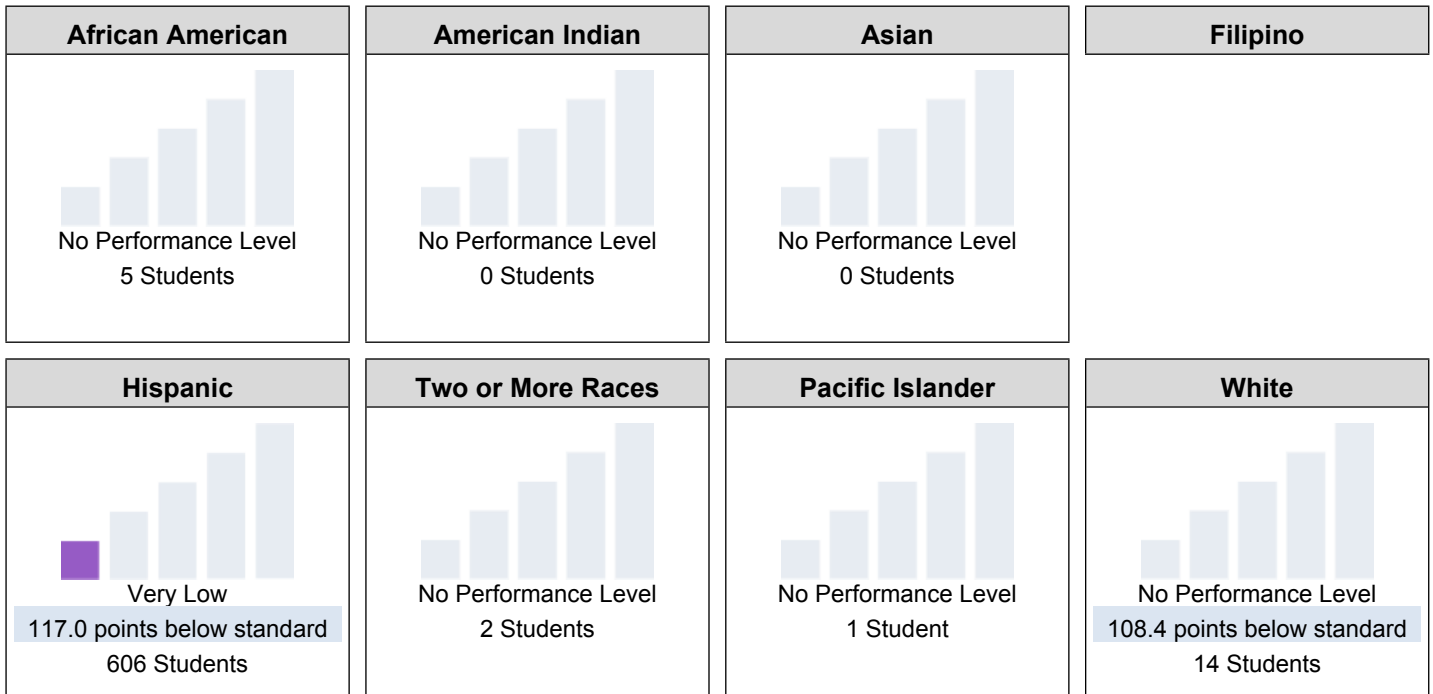 African American
No Performance Level
5 Students
American Indian
No Performance Level
0 Students
Asian
No Performance Level
0 Students
Filipino
Hispanic
Very Low
117.0 points below standard
606 Students
Two or More Races
No Performance Level
2 Students
Pacific Islander
No Performance Level
1 Student
White
No Performance Level
108.4 points below standard
14 Students